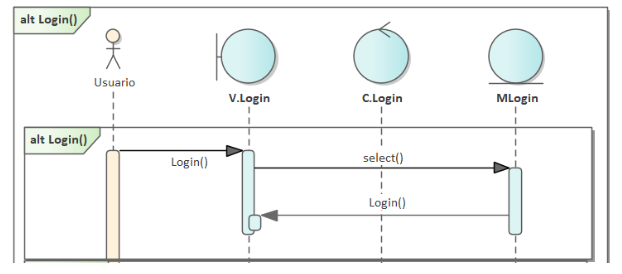 alt Login()
Usuario
V.Login
C.Login
MLogin
alt Login()
Login()
select()
Login()